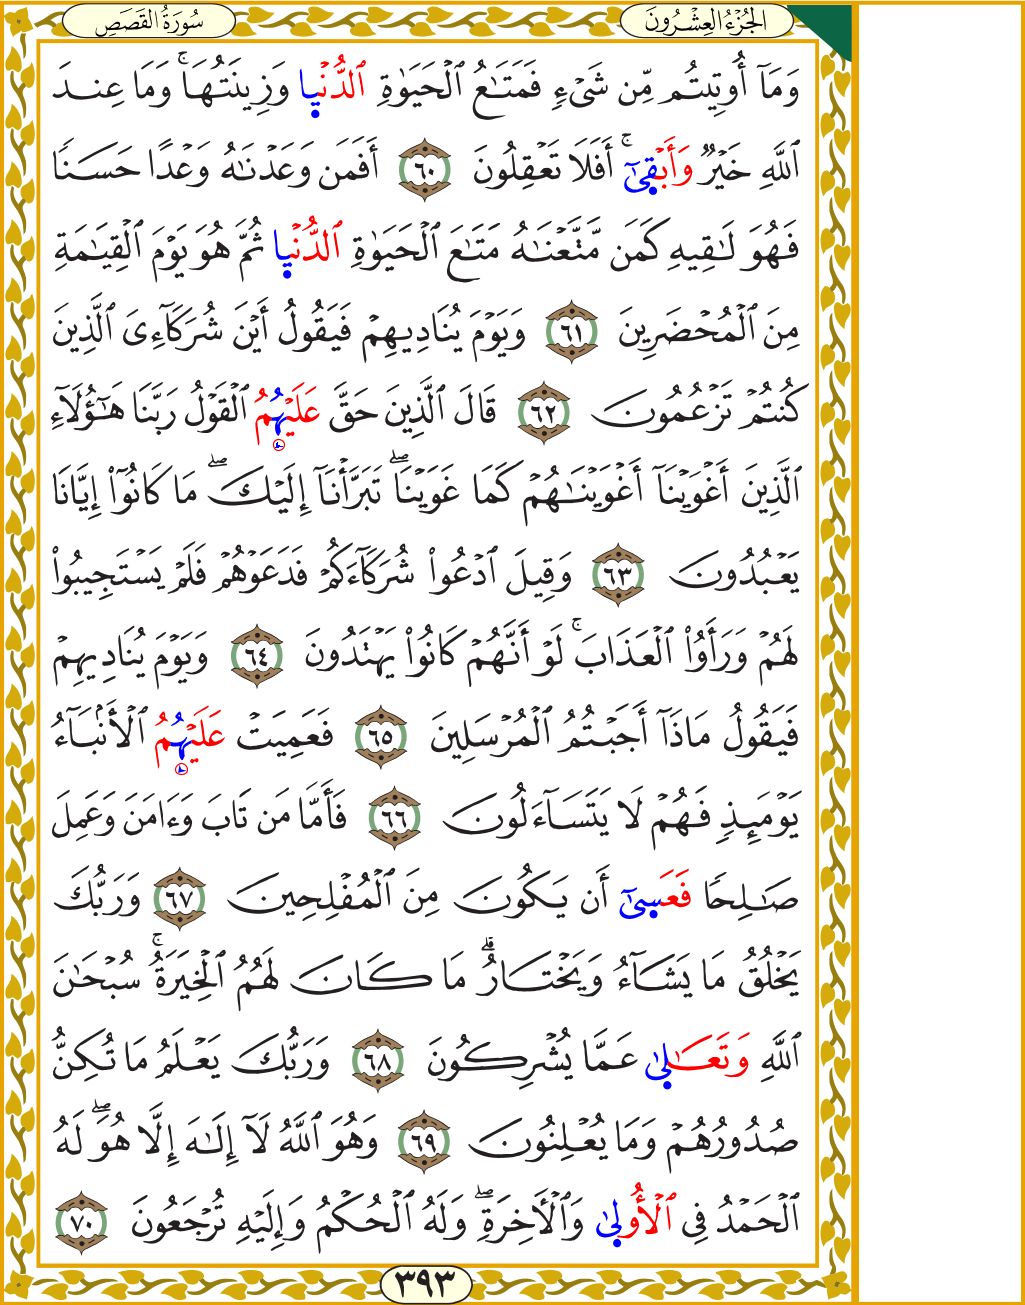 الجُزْءُ العِشْرُونَ
سُورَةُ القَصَصِ
وَمَآ أُوتِيتُم مِّن شَىْءٍ فَمَتَـٰعُ ٱلْحَيَوٰةِ ٱلدُّنْيٜا وَزِينَتُهَا ۚ وَمَا عِندَ
ٱللَّهِ خَيْرٌ وَأَبْقٜىٰٓ ۚ أَفَلَا تَعْقِلُونَ ٦٠ أَفَمَن وَعَدْنَـٰهُ وَعْدًا حَسَنًا
فَهُوَ لَـٰقِيهِ كَمَن مَّتَّعْنَـٰهُ مَتَـٰعَ ٱلْحَيَوٰةِ ٱلدُّنْيٜا ثُمَّ هُوَ يَوْمَ ٱلْقِيَـٰمَةِ
مِنَ ٱلْمُحْضَرِينَ ٦١ وَيَوْمَ يُنَادِيهِمْ فَيَقُولُ أَيْنَ شُرَكَآءِىَ ٱلَّذِينَ
كُنتُمْ تَزْعُمُونَ ٦٢ قَالَ ٱلَّذِينَ حَقَّ عَلَيْهُمُ ٱلْقَوْلُ رَبَّنَا هَـٰٓؤُلَآءِ
ٱلَّذِينَ أَغْوَيْنَآ أَغْوَيْنَـٰهُمْ كَمَا غَوَيْنَا ۖ تَبَرَّأْنَآ إِلَيْكَ ۖ مَا كَانُوٓا۟ إِيَّانَا
يَعْبُدُونَ ٦٣ وَقِيلَ ٱدْعُوا۟ شُرَكَآءَكُمْ فَدَعَوْهُمْ فَلَمْ يَسْتَجِيبُوا۟
لَهُمْ وَرَأَوُا۟ ٱلْعَذَابَ ۚ لَوْ أَنَّهُمْ كَانُوا۟ يَهْتَدُونَ ٦٤ وَيَوْمَ يُنَادِيهِمْ
فَيَقُولُ مَاذَآ أَجَبْتُمُ ٱلْمُرْسَلِينَ ٦٥ فَعَمِيَتْ عَلَيْهُمُ ٱلْأَنۢبَآءُ
يَوْمَئِذٍ فَهُمْ لَا يَتَسَآءَلُونَ ٦٦ فَأَمَّا مَن تَابَ وَءَامَنَ وَعَمِلَ
صَـٰلِحًا فَعَسٜىٰٓ أَن يَكُونَ مِنَ ٱلْمُفْلِحِينَ ٦٧ وَرَبُّكَ
يَخْلُقُ مَا يَشَآءُ وَيَخْتَارُ ۗ مَا كَانَ لَهُمُ ٱلْخِيَرَةُ ۚ سُبْحَـٰنَ
ٱللَّهِ وَتَعَـٰلٜىٰ عَمَّا يُشْرِكُونَ ٦٨ وَرَبُّكَ يَعْلَمُ مَا تُكِنُّ
صُدُورُهُمْ وَمَا يُعْلِنُونَ ٦٩ وَهُوَ ٱللَّهُ لَآ إِلَـٰهَ إِلَّا هُوَ ۖ لَهُ
ٱلْحَمْدُ فِى ٱلْأُولٜىٰ وَٱلْـَٔاخِرَةِ ۖ وَلَهُ ٱلْحُكْمُ وَإِلَيْهِ تُرْجَعُونَ ٧٠
٣٩٣